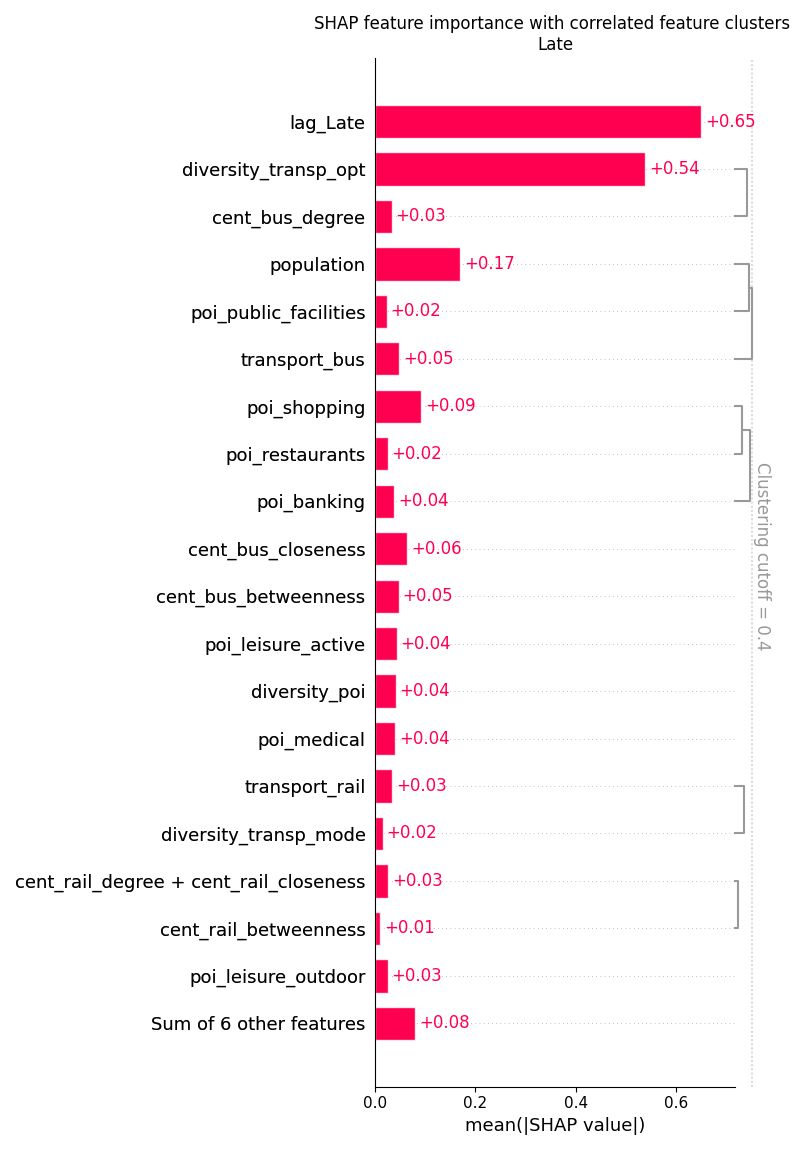 SHAP feature importance with correlated feature clusters
Late
lag_Late +0.65
diversity_transp_opt +0.54
cent_bus_degree +0.03
population +0.17
poi_public_facilities +0.02
transport_bus +0.05
poi_shopping +0.09
poi_restaurants +0.02
poi_banking +0.04
cent_bus_closeness +0.06
cent_bus_betweenness +0.05
poi_leisure_active +0.04
diversity_poi +0.04
poi_medical +0.04
transport_rail +0.03
diversity_transp_mode +0.02
cent_rail_degree + cent_rail_closeness +0.03
cent_rail_betweenness +0.01
poi_leisure_outdoor +0.03
Sum of 6 other features +0.08
Clustering cutoff = 0.4
0.0 0.2 0.4 0.6
mean(|SHAP value|)